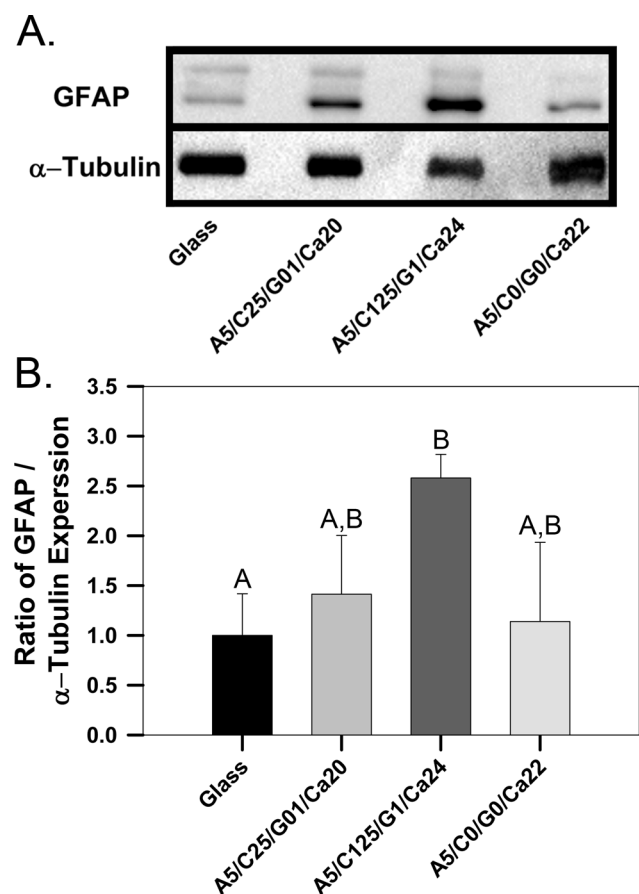 A.
GFAP
α–Tubulin
Glass
A5/C25/G01/Ca20
A5/C125/G1/Ca24
A5/C0/G0/Ca22
B.
Ratio of GFAP /
α–Tubulin Experssion
3.5
3.0
2.5
2.0
1.5
1.0
0.5
0.0
A
A,B
B
A,B
Glass
A5/C25/G01/Ca20
A5/C125/G1/Ca24
A5/C0/G0/Ca22